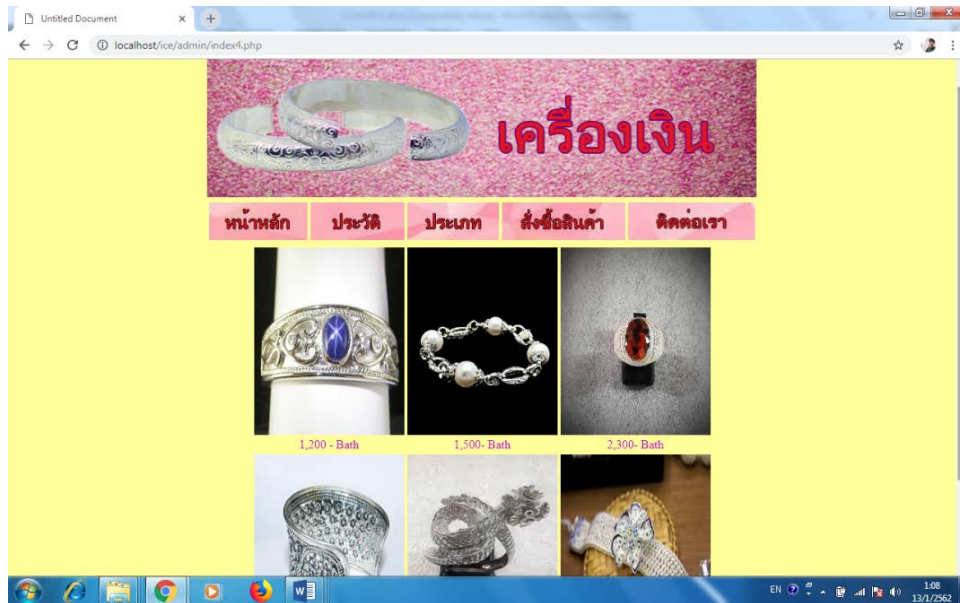 Untitled Document
localhost/ice/admin/index4.php
เครื่องเงิน
หน้าหลัก ประวัติ ประเภท สั่งซื้อสินค้า ติดต่อเรา
1,200 - Bath 1,500- Bath 2,300- Bath
EN 1:08
13/1/2562